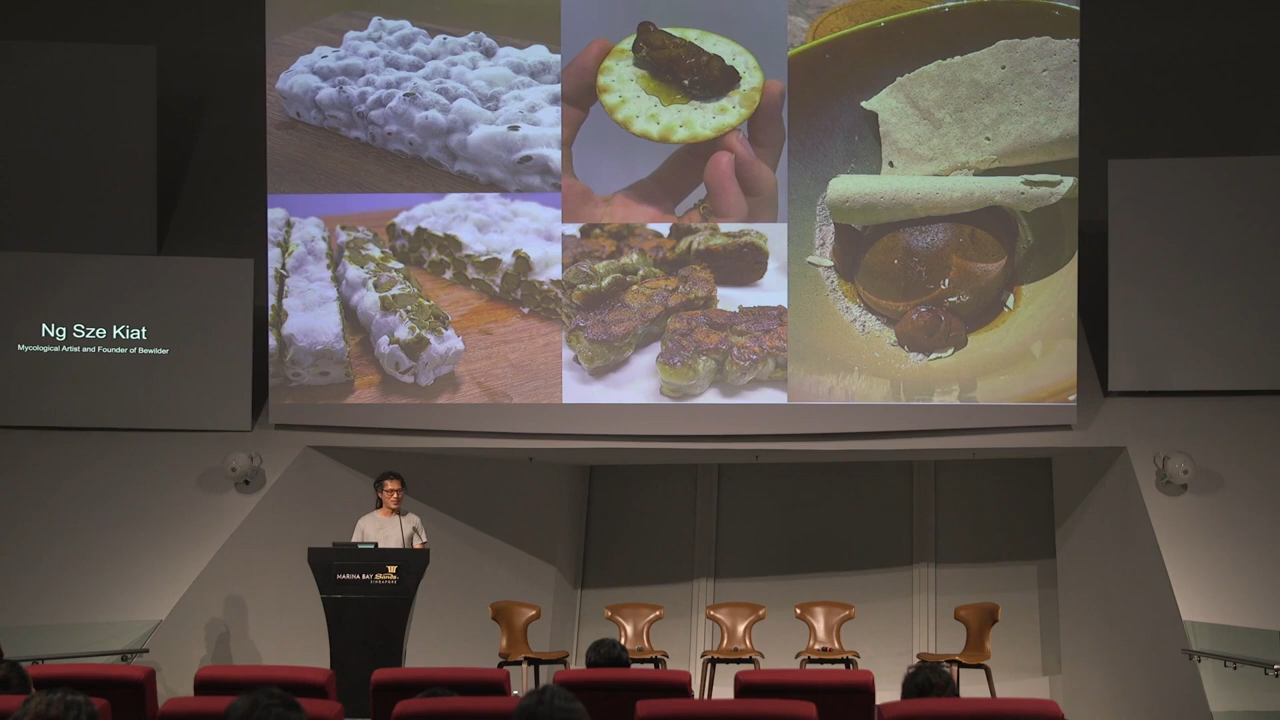 Ng Sze Kiat
Mycological Artist and Founder of Bewilder
MARINA BAY Sands
SINGAPORE